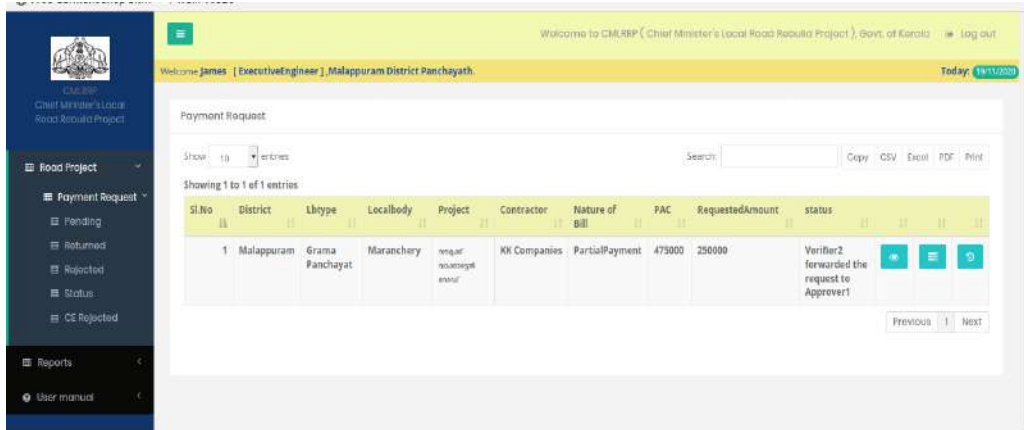 Welcome to CMLRRP ( Chief Minister's Local Road Rebuild Project ), Govt. of Kerala
Log out
Welcome James [ ExecutiveEngineer ] ,Malappuram District Panchayath.
Today: 19/11/2020
CMLRRP
Chief Minister's Local
Road Rebuild Project
Road Project
Payment Request
Pending
Returned
Rejected
Status
CE Rejected
Reports
User manual
Payment Request
Show 10 entries
Search:
Copy CSV Excel PDF Print
Showing 1 to 1 of 1 entries
Sl.No District Lbtype Localbody Project Contractor Nature of Bill PAC RequestedAmount status
1 Malappuram Grama Panchayat Maranchery KK Companies PartialPayment 475000 250000 Verifier2 forwarded the request to Approver1
Previous 1 Next